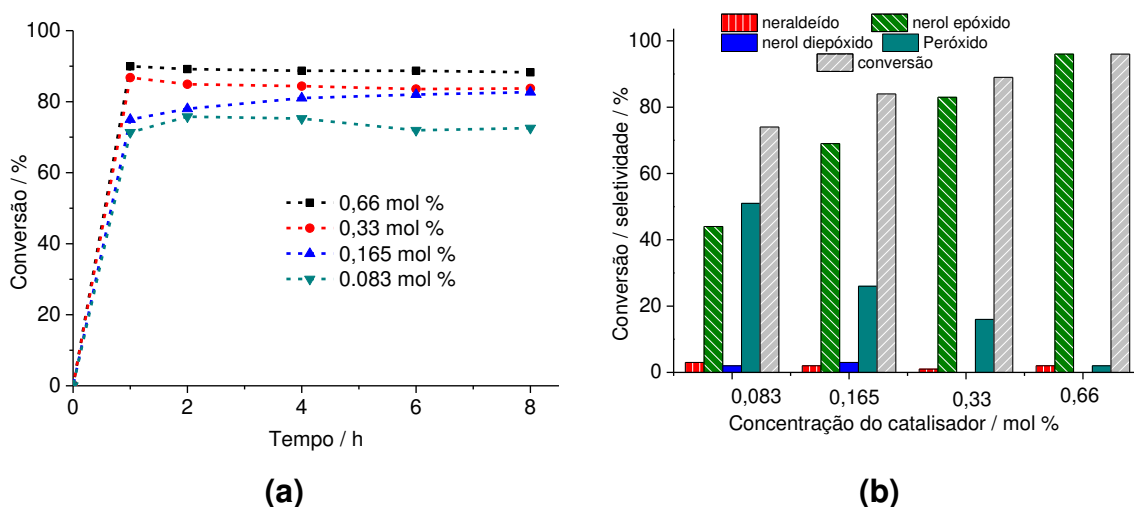 100
80
60
40
20
0
Conversão / %
0,66 mol %
0,33 mol %
0,165 mol %
0.083 mol %
0 2 4 6 8
Tempo / h
(a)
neraldeído nerol epóxido
nerol diepóxido Peróxido
conversão
100
80
60
40
20
0
Conversão / seletividade / %
0,083 0,165 0,33 0,66
Concentração do catalisador / mol %
(b)